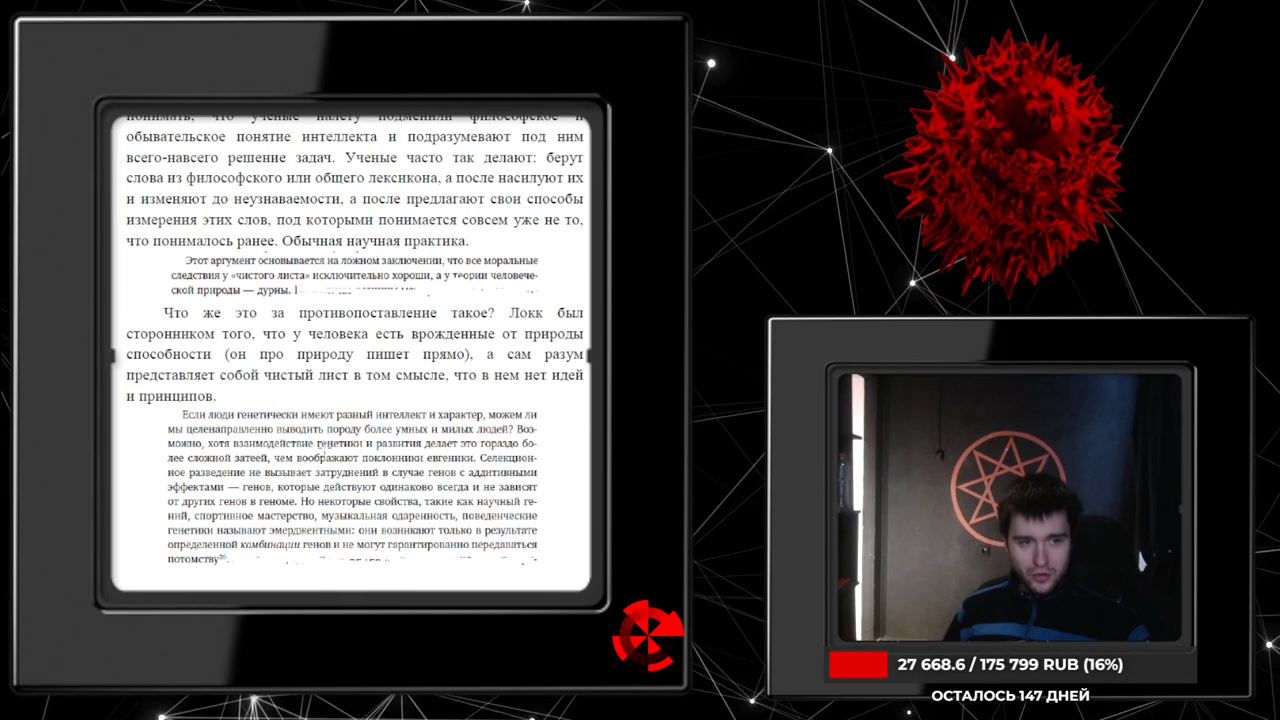 понимать, что ученые налету подменили философское и
обывательское понятие интеллекта и подразумевают под ним
всего-навсего решение задач. Ученые часто так делают: берут
слова из философского или общего лексикона, а после насилуют их
и изменяют до неузнаваемости, а после предлагают свои способы
измерения этих слов, под которыми понимается совсем уже не то,
что понималось ранее. Обычная научная практика.
Этот аргумент основывается на ложном заключении, что все моральные
следствия у «чистого листа» исключительно хороши, а у теории человече-
ской природы — дурны.
Что же это за противопоставление такое? Локк был
сторонником того, что у человека есть врожденные от природы
способности (он про природу пишет прямо), а сам разум
представляет собой чистый лист в том смысле, что в нем нет идей
и принципов.
Если люди генетически имеют разный интеллект и характер, можем ли
мы целенаправленно выводить породу более умных и милых людей? Воз-
можно, хотя взаимодействие генетики и развития делает это гораздо бо-
лее сложной затеей, чем воображают поклонники евгеники. Селекцион-
ное разведение не вызывает затруднений в случае генов с аддитивными
эффектами — генов, которые действуют одинаково всегда и не зависят
от других генов в геноме. Но некоторые свойства, такие как научный ге-
ний, спортивное мастерство, музыкальная одаренность, поведенческие
генетики называют эмерджентными: они возникают только в результате
определенной комбинации генов и не могут гарантированно передаваться
потомству
27 668.6 / 175 799 RUB (16%)
ОСТАЛОСЬ 147 ДНЕЙ